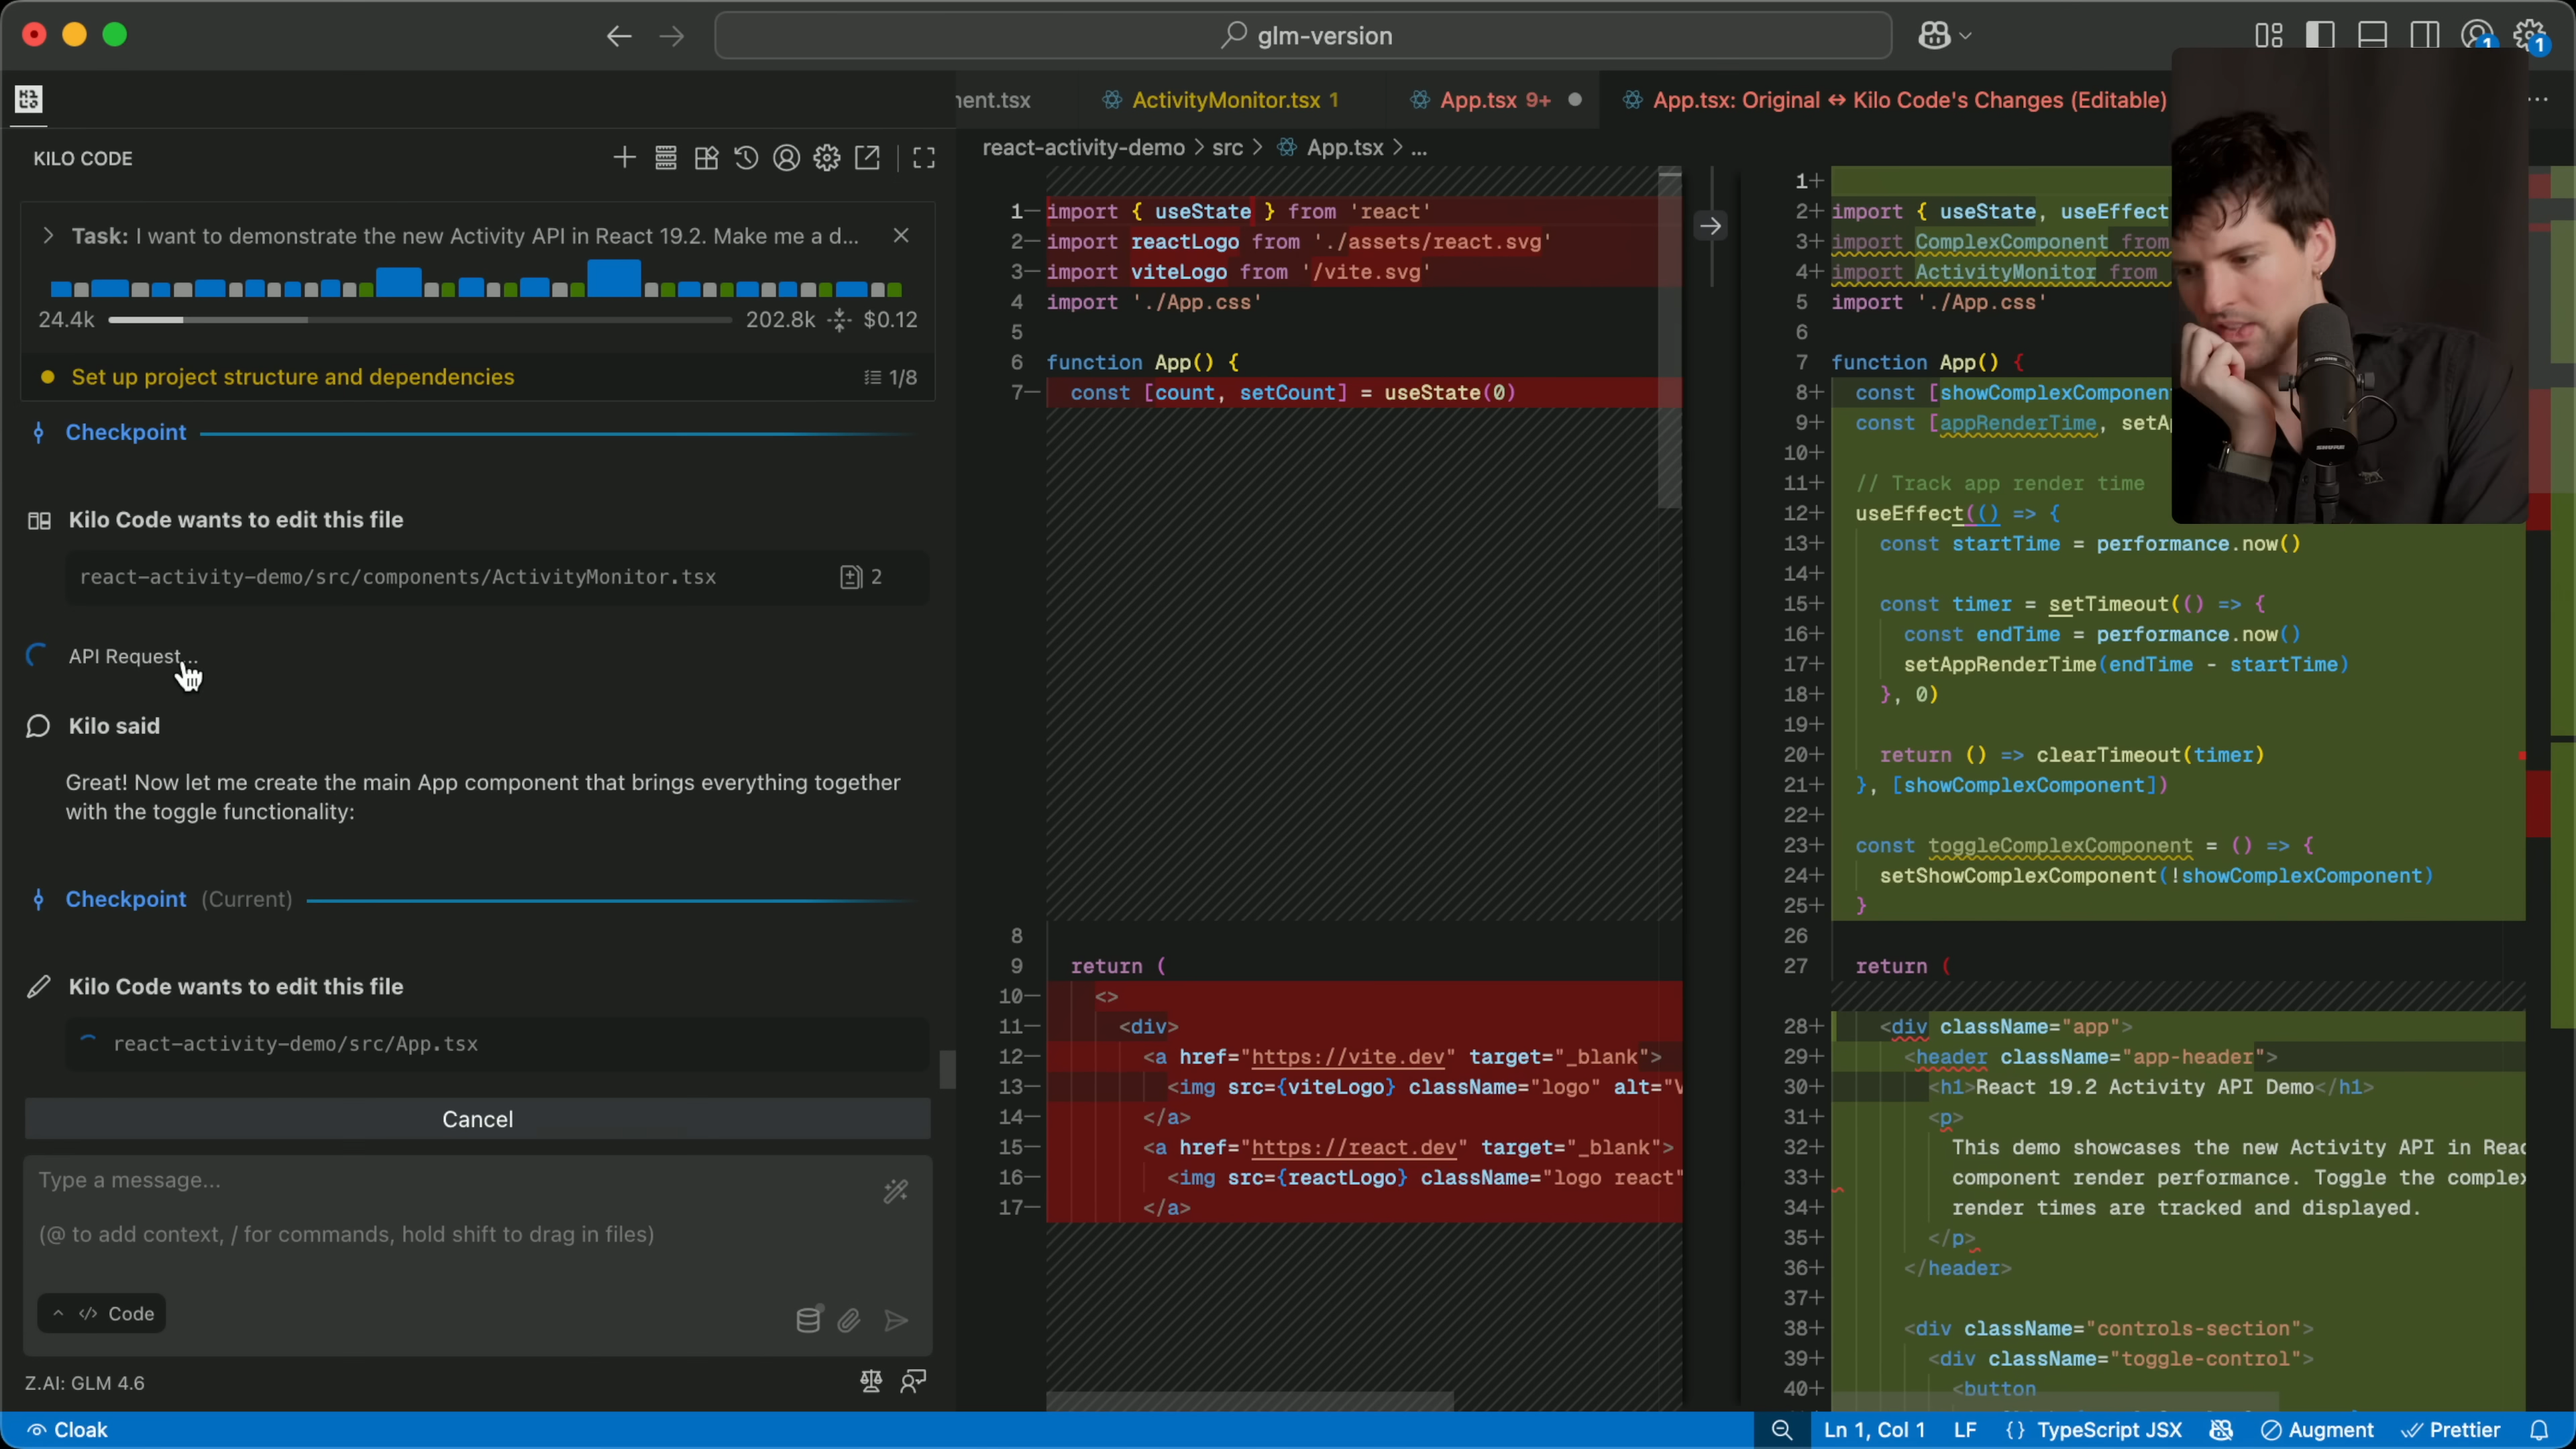 glm-version
1
1
nent.tsx
ActivityMonitor.tsx 1
App.tsx 9+
App.tsx: Original ↔ Kilo Code's Changes (Editable)
KILO CODE
Task: I want to demonstrate the new Activity API in React 19.2. Make me a d...
24.4k
202.8k
$0.12
Set up project structure and dependencies
1/8
Checkpoint
Kilo Code wants to edit this file
react-activity-demo/src/components/ActivityMonitor.tsx
2
API Request...
Kilo said
Great! Now let me create the main App component that brings everything together
with the toggle functionality:
Checkpoint (Current)
Kilo Code wants to edit this file
react-activity-demo/src/App.tsx
Cancel
Type a message...
(@ to add context, / for commands, hold shift to drag in files)
Code
Z.AI: GLM 4.6
react-activity-demo > src > App.tsx > ...
1— import { useState } from 'react'
2— import reactLogo from './assets/react.svg'
3— import viteLogo from '/vite.svg'
4 import './App.css'
5
6 function App() {
7— const [count, setCount] = useState(0)
8
9 return (
10— <>
11— <div>
12— <a href="https://vite.dev" target="_blank">
13— <img src={viteLogo} className="logo" alt="V
14— </a>
15— <a href="https://react.dev" target="_blank">
16— <img src={reactLogo} className="logo react"
17— </a>
1+
2+ import { useState, useEffect
3+ import ComplexComponent from
4+ import ActivityMonitor from
5 import './App.css'
6
7 function App() {
8+ const [showComplexComponent
9+ const [appRenderTime, setAp
10+
11+ // Track app render time
12+ useEffect(() => {
13+ const startTime = performance.now()
14+
15+ const timer = setTimeout(() => {
16+ const endTime = performance.now()
17+ setAppRenderTime(endTime - startTime)
18+ }, 0)
19+
20+ return () => clearTimeout(timer)
21+ }, [showComplexComponent])
22+
23+ const toggleComplexComponent = () => {
24+ setShowComplexComponent(!showComplexComponent)
25+ }
26
27 return (
28+ <div className="app">
29+ <header className="app-header">
30+ <h1>React 19.2 Activity API Demo</h1>
31+ <p>
32+ This demo showcases the new Activity API in Reac
33+ component render performance. Toggle the complex
34+ render times are tracked and displayed.
35+ </p>
36+ </header>
37+
38+ <div className="controls-section">
39+ <div className="toggle-control">
40+ <button
Cloak
Ln 1, Col 1
LF
{} TypeScript JSX
Augment
Prettier